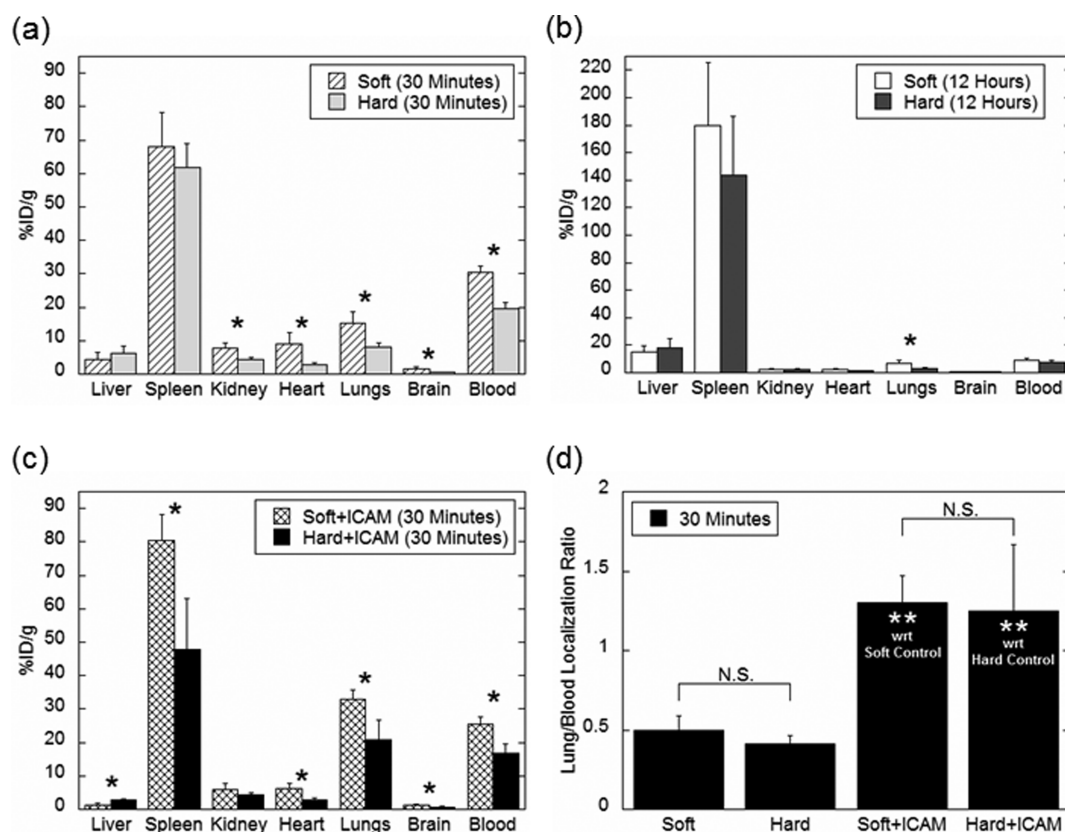 (a)
90
80
70
60
50
40
30
20
10
0
%ID/g
Soft (30 Minutes)
Hard (30 Minutes)
*
*
*
*
*
Liver Spleen Kidney Heart Lungs Brain Blood
(b)
220
200
180
160
140
120
100
80
60
40
20
0
%ID/g
Soft (12 Hours)
Hard (12 Hours)
*
Liver Spleen Kidney Heart Lungs Brain Blood
(c)
90
80
70
60
50
40
30
20
10
0
%ID/g
Soft+ICAM (30 Minutes)
Hard+ICAM (30 Minutes)
*
*
*
*
*
*
Liver Spleen Kidney Heart Lungs Brain Blood
(d)
2
1.5
1
0.5
0
Lung/Blood Localization Ratio
30 Minutes
N.S.
N.S.
**
wrt
Soft Control
**
wrt
Hard Control
Soft Hard Soft+ICAM Hard+ICAM